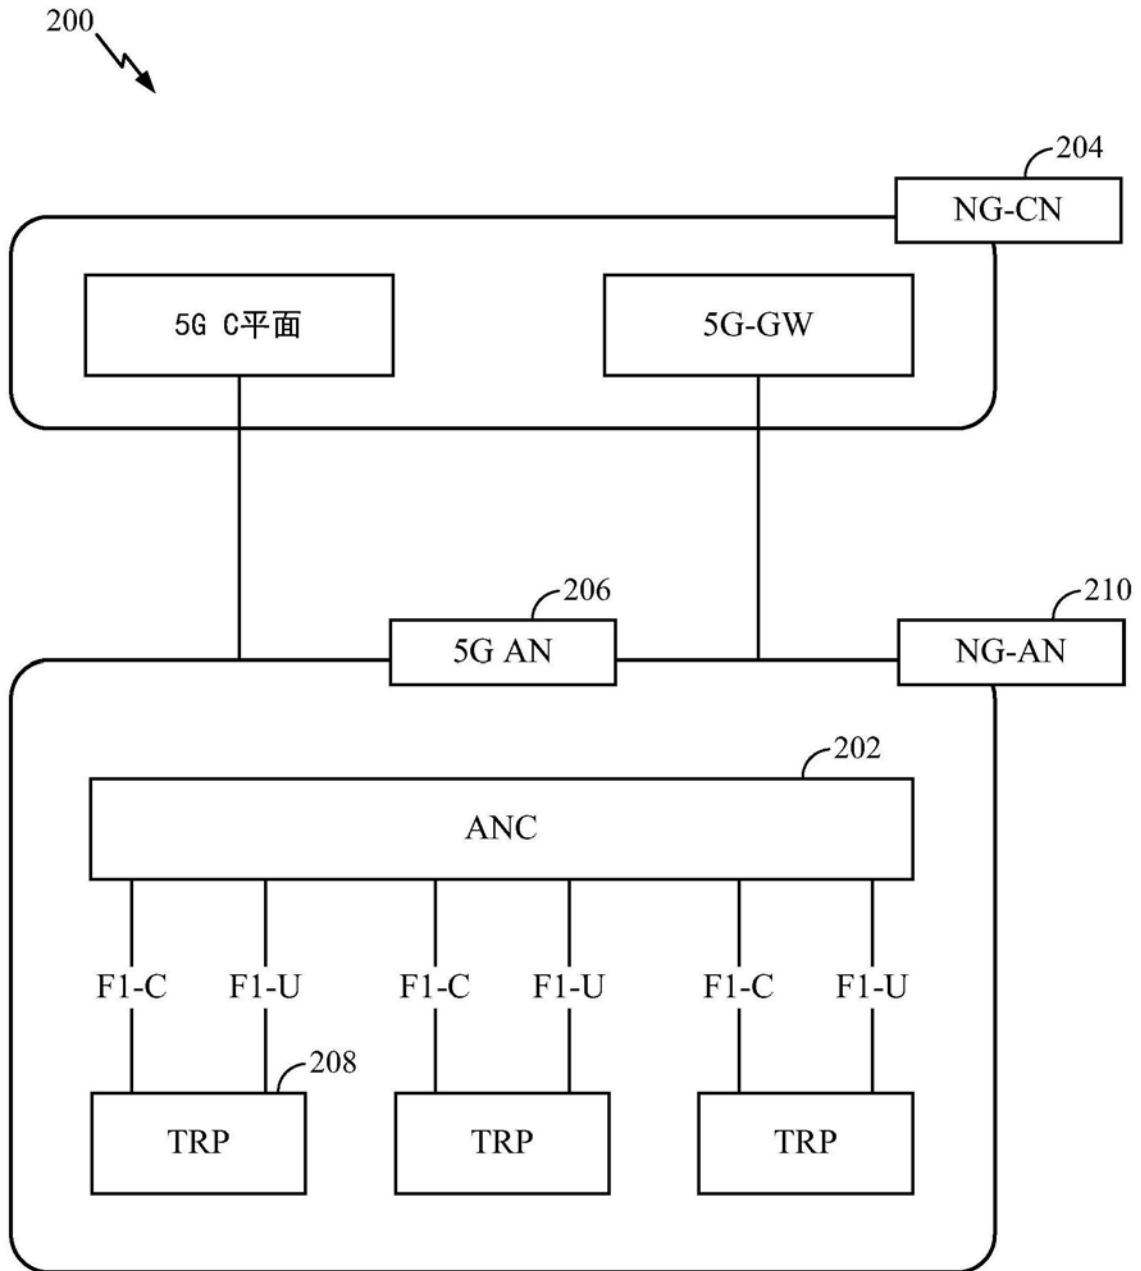 200
204
NG-CN
5G C平面
5G-GW
206
210
5G AN
NG-AN
202
ANC
F1-C F1-U F1-C F1-U F1-C F1-U
208
TRP TRP TRP